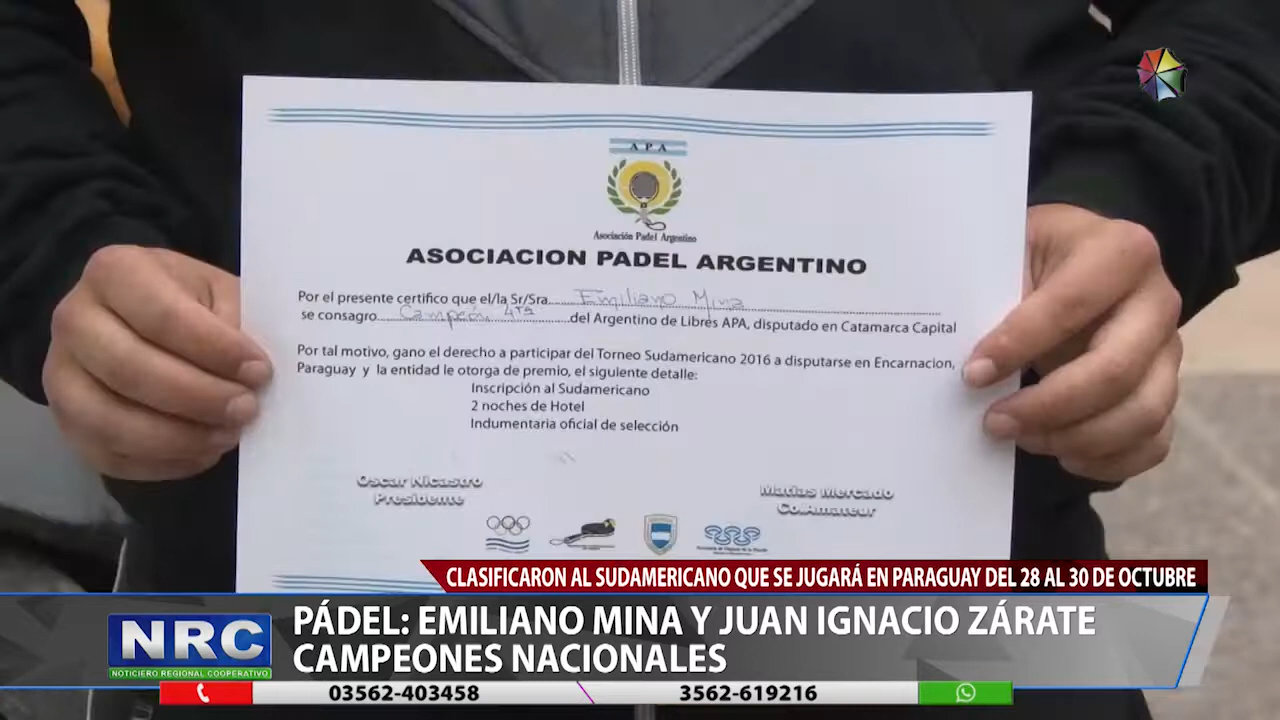 APA
Asociación Padel Argentino
ASOCIACION PADEL ARGENTINO
Por el presente certifico que el/la Sr/Sra....Emiliano Mina
se consagro....Campeón 4ta....del Argentino de Libres APA, disputado en Catamarca Capital
Por tal motivo, gano el derecho a participar del Torneo Sudamericano 2016 a disputarse en Encarnacion,
Paraguay y la entidad le otorga de premio, el siguiente detalle:
Inscripción al Sudamericano
2 noches de Hotel
Indumentaria oficial de selección
Oscar Nicastro
Presidente
Matias Mercado
Co.Amateur
CLASIFICARON AL SUDAMERICANO QUE SE JUGARÁ EN PARAGUAY DEL 28 AL 30 DE OCTUBRE
PÁDEL: EMILIANO MINA Y JUAN IGNACIO ZÁRATE
CAMPEONES NACIONALES
NRC
NOTICIERO REGIONAL COOPERATIVO
03562-403458
3562-619216